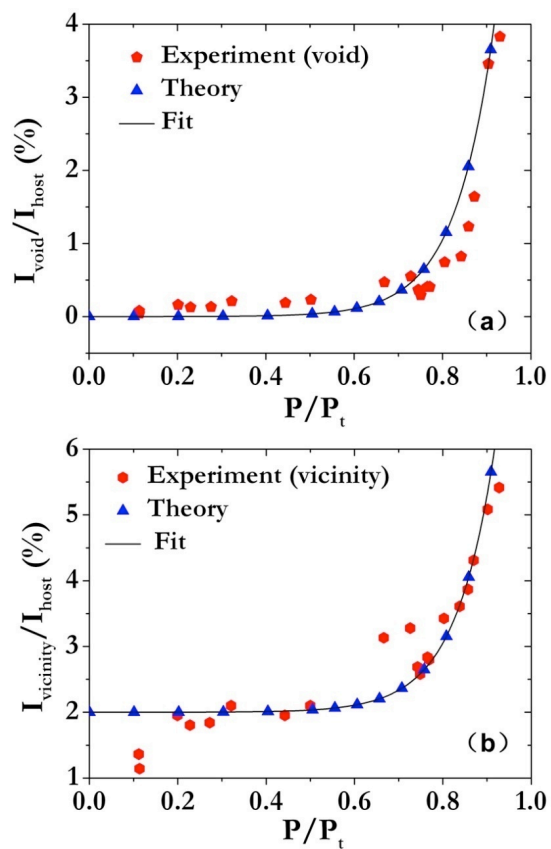 4
3
2
1
0
I_void/I_host (%)
Experiment (void)
Theory
Fit
(a)
0.0 0.2 0.4 0.6 0.8 1.0
P/P_t
6
5
4
3
2
1
I_vicinity/I_host (%)
Experiment (vicinity)
Theory
Fit
(b)
0.0 0.2 0.4 0.6 0.8 1.0
P/P_t